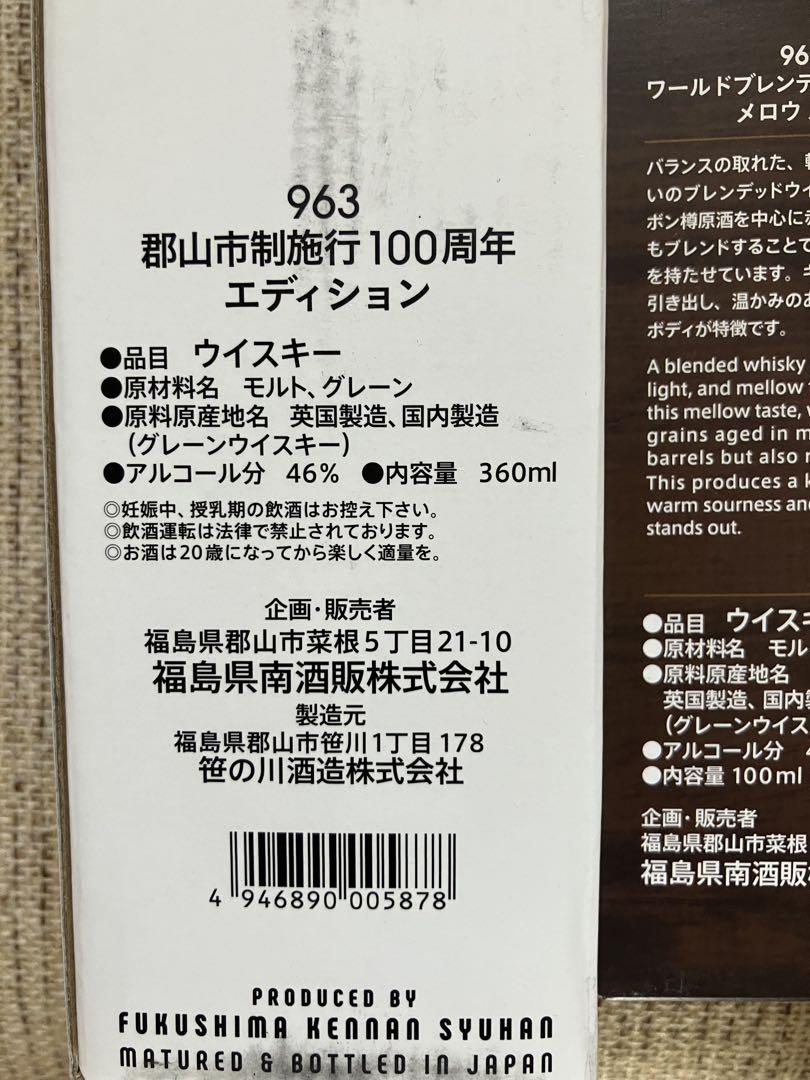 963
郡山市制施行100周年
エディション
●品目 ウイスキー
●原材料名 モルト、グレーン
●原料原産地名 英国製造、国内製造
(グレーンウイスキー)
●アルコール分 46% ●内容量 360ml
◎妊娠中、授乳期の飲酒はお控え下さい。
◎飲酒運転は法律で禁止されております。
◎お酒は20歳になってから楽しく適量を。
企画・販売者
福島県郡山市菜根5丁目21-10
福島県南酒販株式会社
製造元
福島県郡山市笹川1丁目178
笹の川酒造株式会社
4 946890 005878
PRODUCED BY
FUKUSHIMA KENNAN SYUHAN
MATURED & BOTTLED IN JAPAN
96
ワールドブレンデ
メロウ
バランスの取れた、
いのブレンデッドウイ
ボン樽原酒を中心に
もブレンドすることで
を持たせています。
引き出し、温かみのあ
ボディが特徴です。
A blended whisky
light, and mellow
this mellow taste,
grains aged in
barrels but also
This produces a
warm sourness and
stands out.
●品目 ウイスキ
●原材料名 モル
●原料原産地名
英国製造、国内製
(グレーンウイス
●アルコール分
●内容量 100ml
企画・販売者
福島県郡山市菜根
福島県南酒販